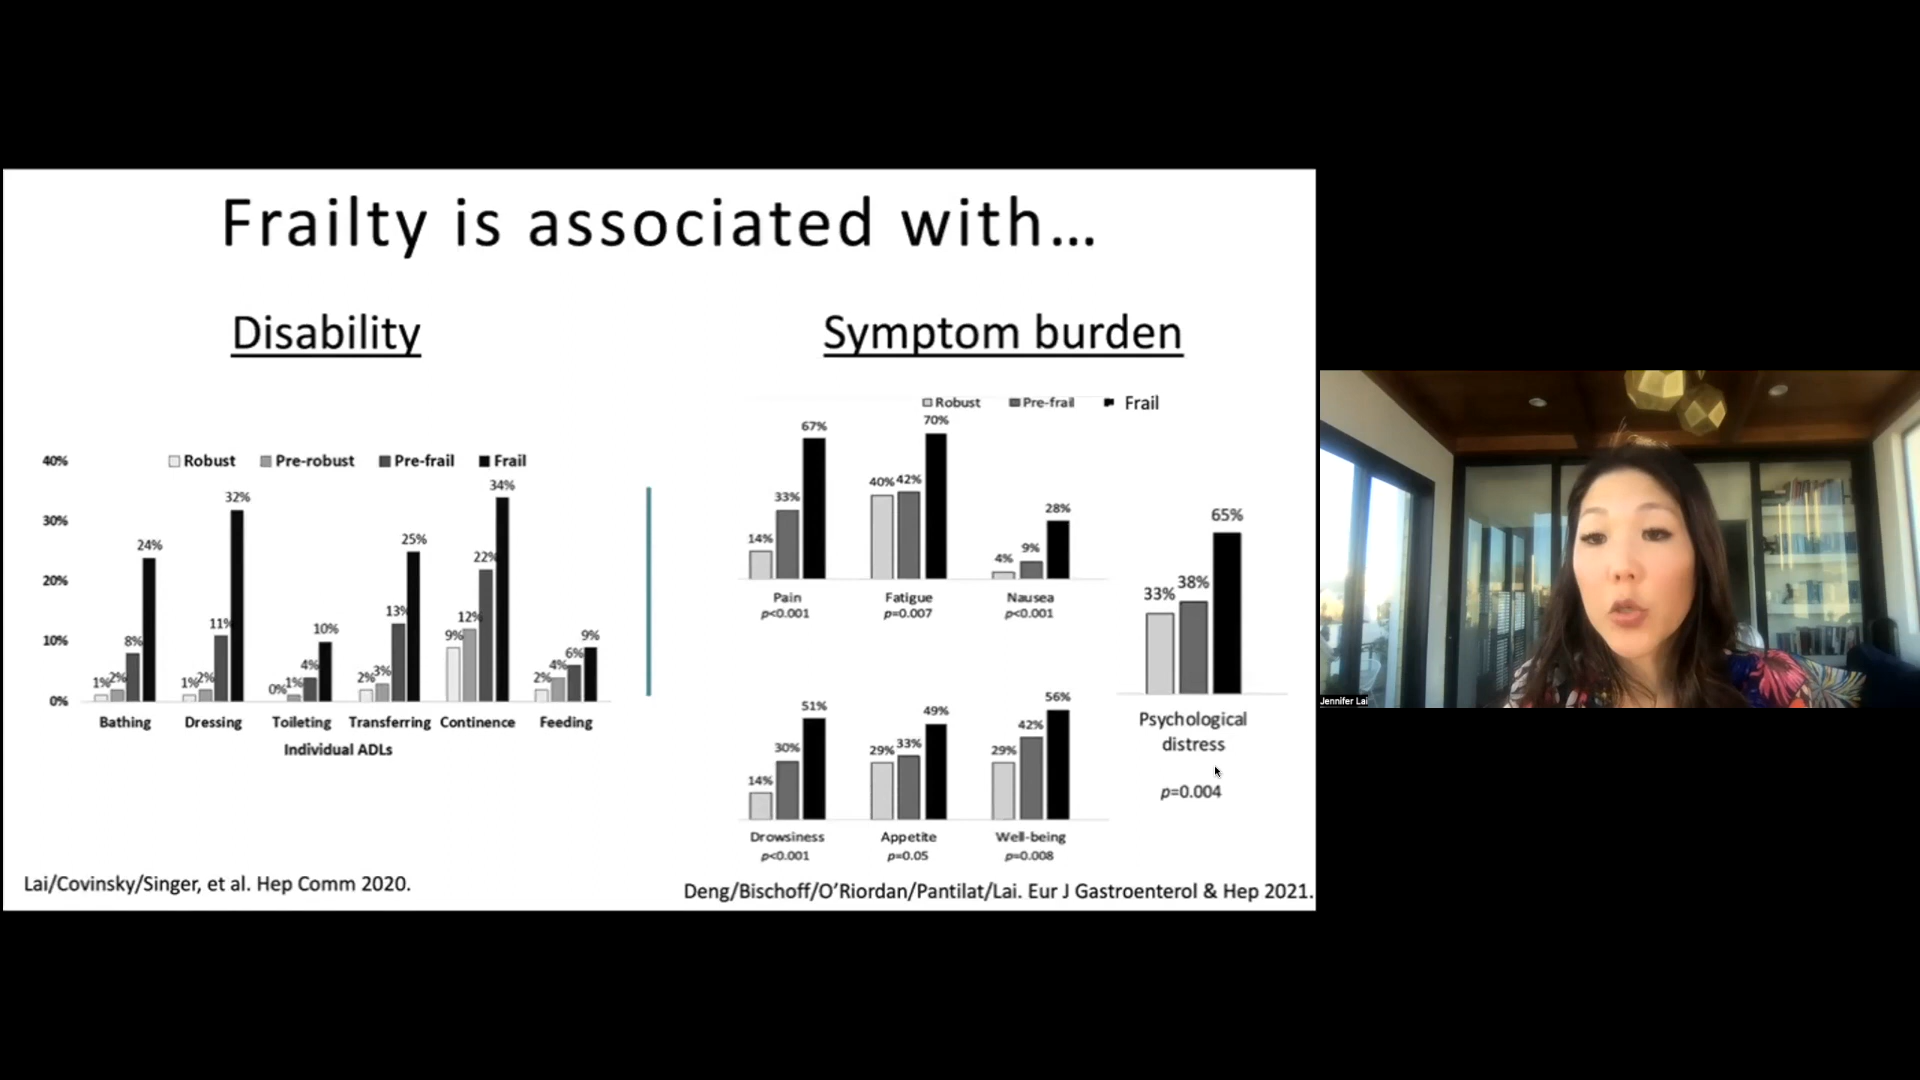 Frailty is associated with...
Disability
40%
30%
20%
10%
0%
Robust Pre-robust Pre-frail Frail
1% 2% 8% 24%
1% 2% 11% 32%
0% 1% 4% 10%
2% 3% 13% 25%
9% 12% 22% 34%
2% 4% 6% 9%
Bathing Dressing Toileting Transferring Continence Feeding
Individual ADLs
Lai/Covinsky/Singer, et al. Hep Comm 2020.
Symptom burden
Robust Pre-frail Frail
14% 33% 67%
40% 42% 70%
4% 9% 28%
Pain Fatigue Nausea
p<0.001 p=0.007 p<0.001
14% 30% 51%
29% 33% 49%
29% 42% 56%
Drowsiness Appetite Well-being
p<0.001 p=0.05 p=0.008
33% 38% 65%
Psychological
distress
p=0.004
Deng/Bischoff/O’Riordan/Pantilat/Lai. Eur J Gastroenterol & Hep 2021.
Jennifer Lai